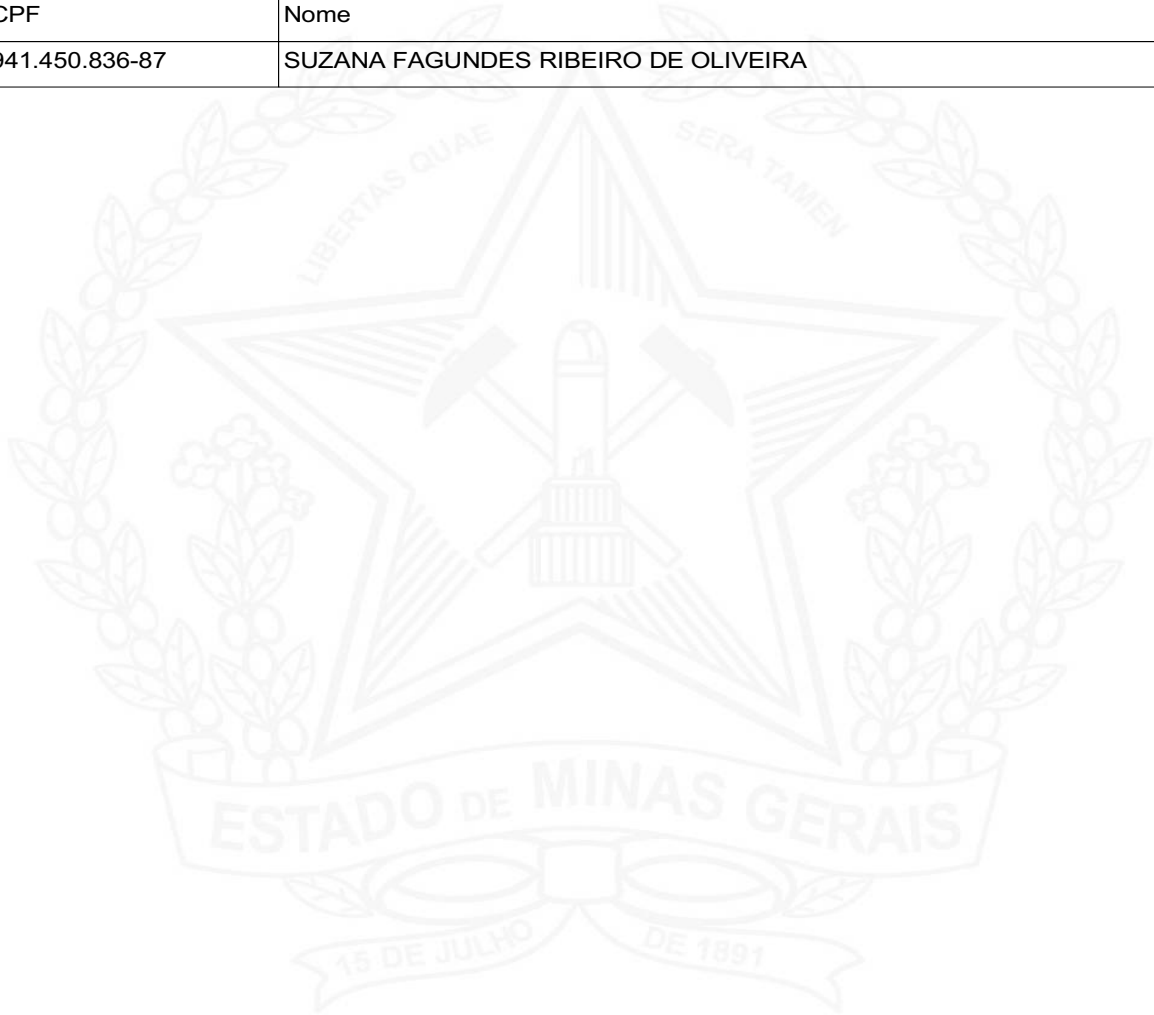 CPF Nome
941.450.836-87 SUZANA FAGUNDES RIBEIRO DE OLIVEIRA
LIBERTAS QUAE SERA TAMEN
ESTADO DE MINAS GERAIS
15 DE JULHO DE 1891